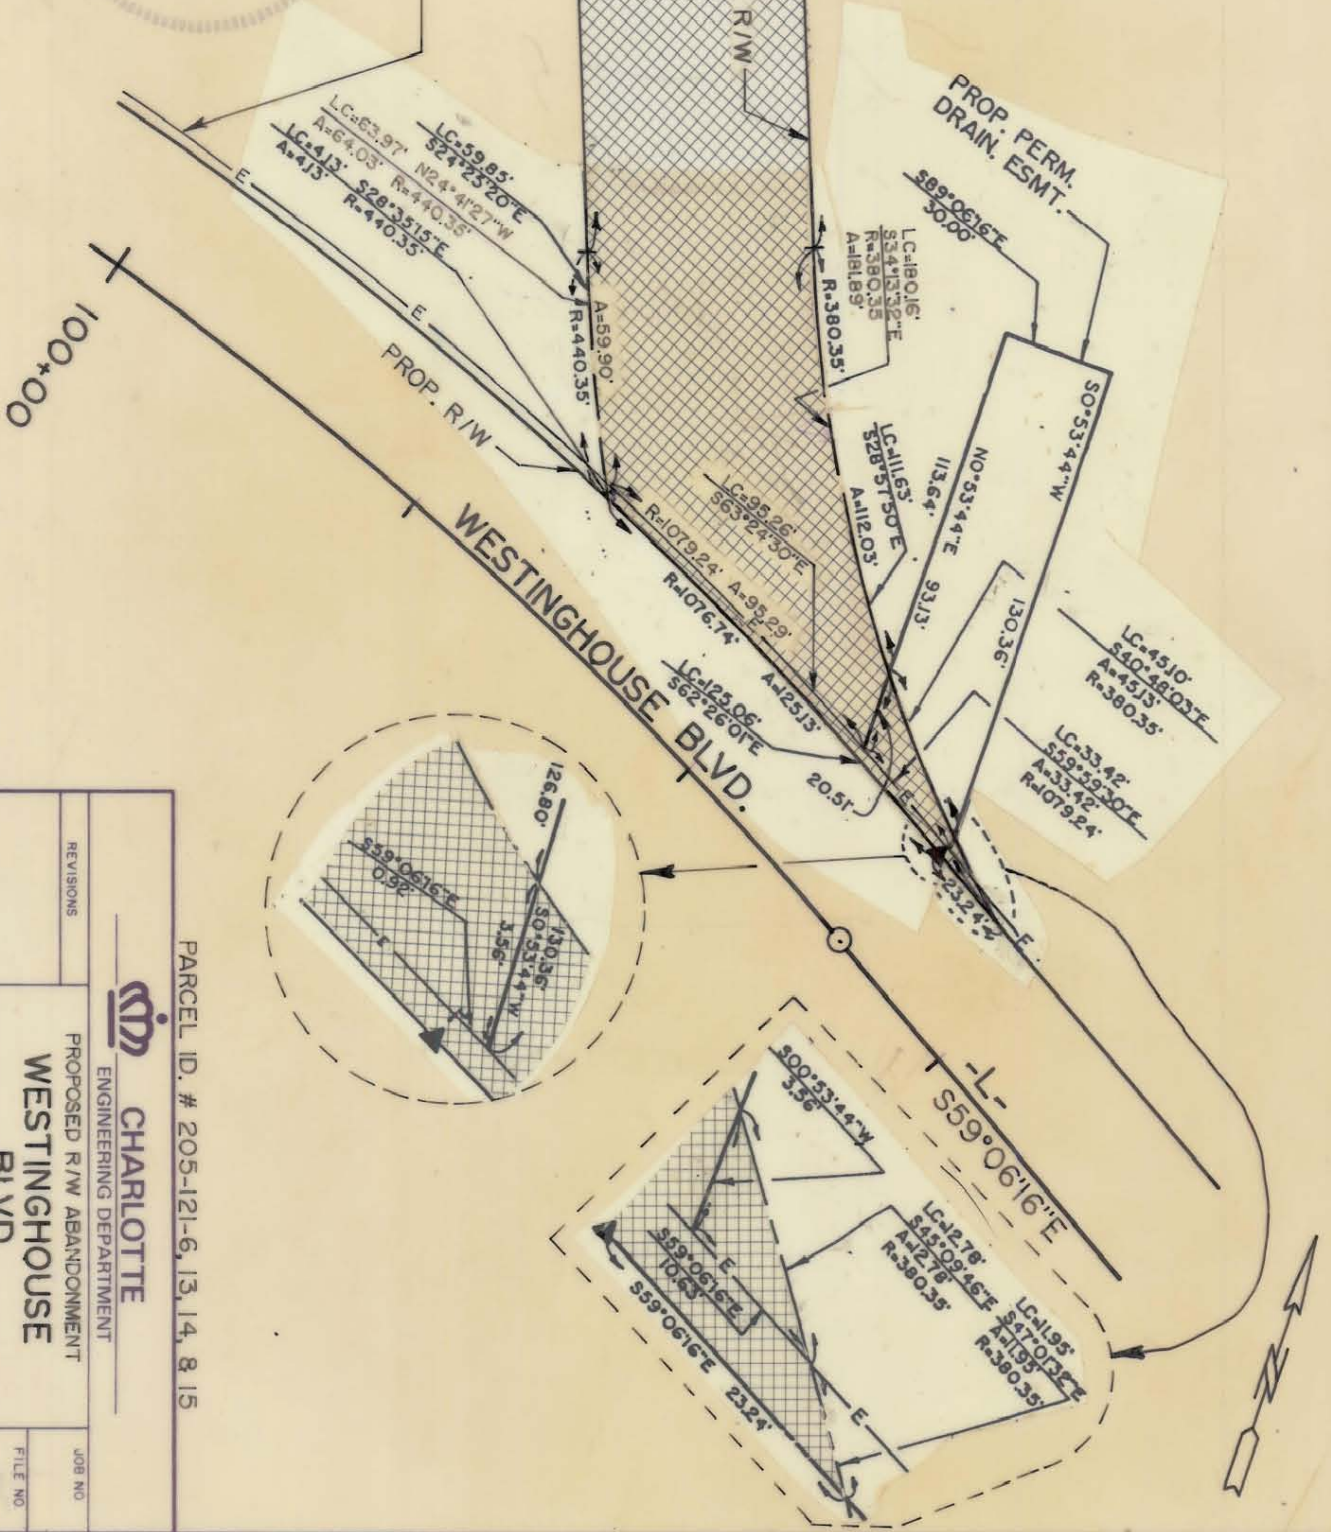 R/W
PROP. PERM.
DRAIN. ESMT.
S89°06'16"E
30.00'
LC=59.85'
S24°23'20"E
LC=63.97' N24°41'27"W
A=64.03' R=440.35'
LC=4.13' S28°35'15"E
A=4.13' R=440.35'
LC=180.16'
S34°13'32"E
R=380.35
A=181.89'
R=380.35'
A=59.90'
R=440.35'
E
E
PROP. R/W
100+00
S0°53'44"W
N0°53'44"E
113.64'
93.13'
130.36'
LC=111.63'
S28°57'50"E
A=112.03'
LC=95.26'
S63°24'30"E
R=1079.24' A=95.29'
E
R=1076.74'
A=125.13'
LC=125.06'
S62°26'01"E
20.51'
E
LC=45.10'
S40°48'03"E
A=45.13'
R=380.35'
LC=33.42'
S59°59'30"E
A=33.42'
R=1079.24'
WESTINGHOUSE BLVD.
23.24'
E
126.80'
S59°06'16"E
0.92'
130.36'
S0°53'44"W
3.56'
E
-L-
S59°06'16"E
S00°53'44"W
3.56'
LC=12.78'
S45°09'46"E
A=12.78'
R=380.35'
LC=11.95'
S47°01'32"E
A=11.95'
R=380.35'
E
S59°06'16"E
10.63'
S59°06'16"E 23.24'
E
PARCEL ID. # 205-121-6, 13, 14, & 15
CHARLOTTE
ENGINEERING DEPARTMENT
REVISIONS
PROPOSED R/W ABANDONMENT
WESTINGHOUSE
BLVD
JOB NO
FILE NO.